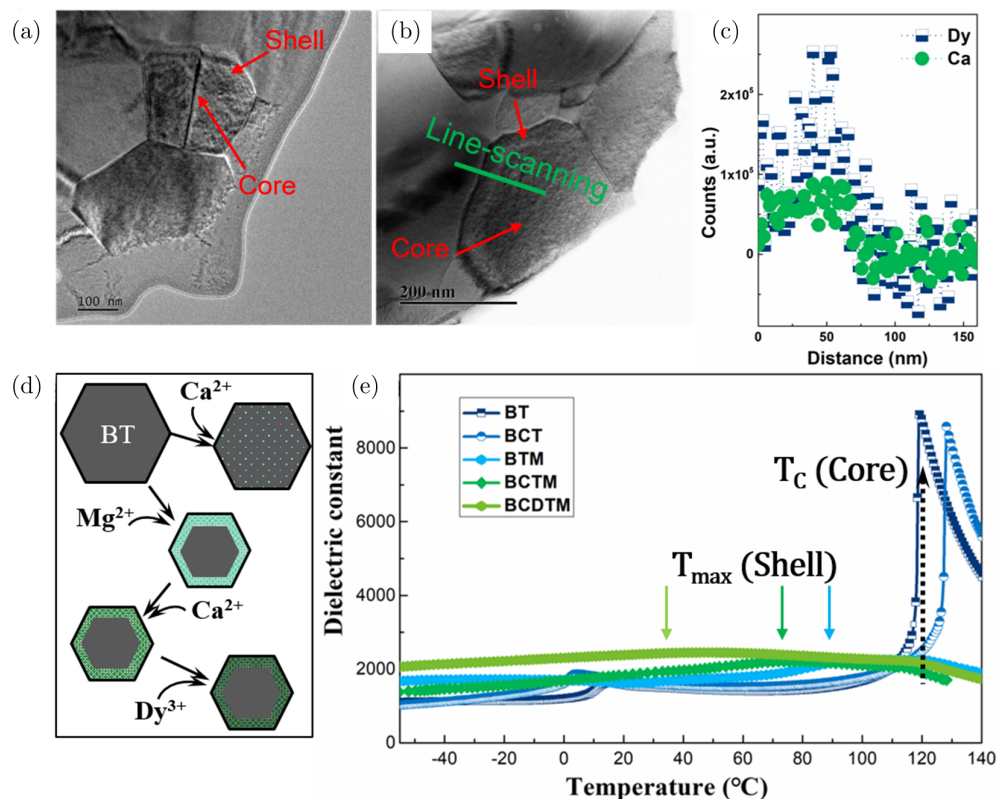 (a)
Shell
Core
100 nm
(b)
Shell
Line-scanning
Core
200 nm
(c)
Dy
Ca
2x10⁵
1x10⁵
0
Counts (a.u.)
0 50 100 150
Distance (nm)
(d)
Ca²⁺
BT
Mg²⁺
Ca²⁺
Dy³⁺
(e)
BT
BCT
BTM
BCTM
BCDTM
T_C (Core)
T_max (Shell)
8000
6000
4000
2000
0
Dielectric constant
-40 -20 0 20 40 60 80 100 120 140
Temperature (℃)